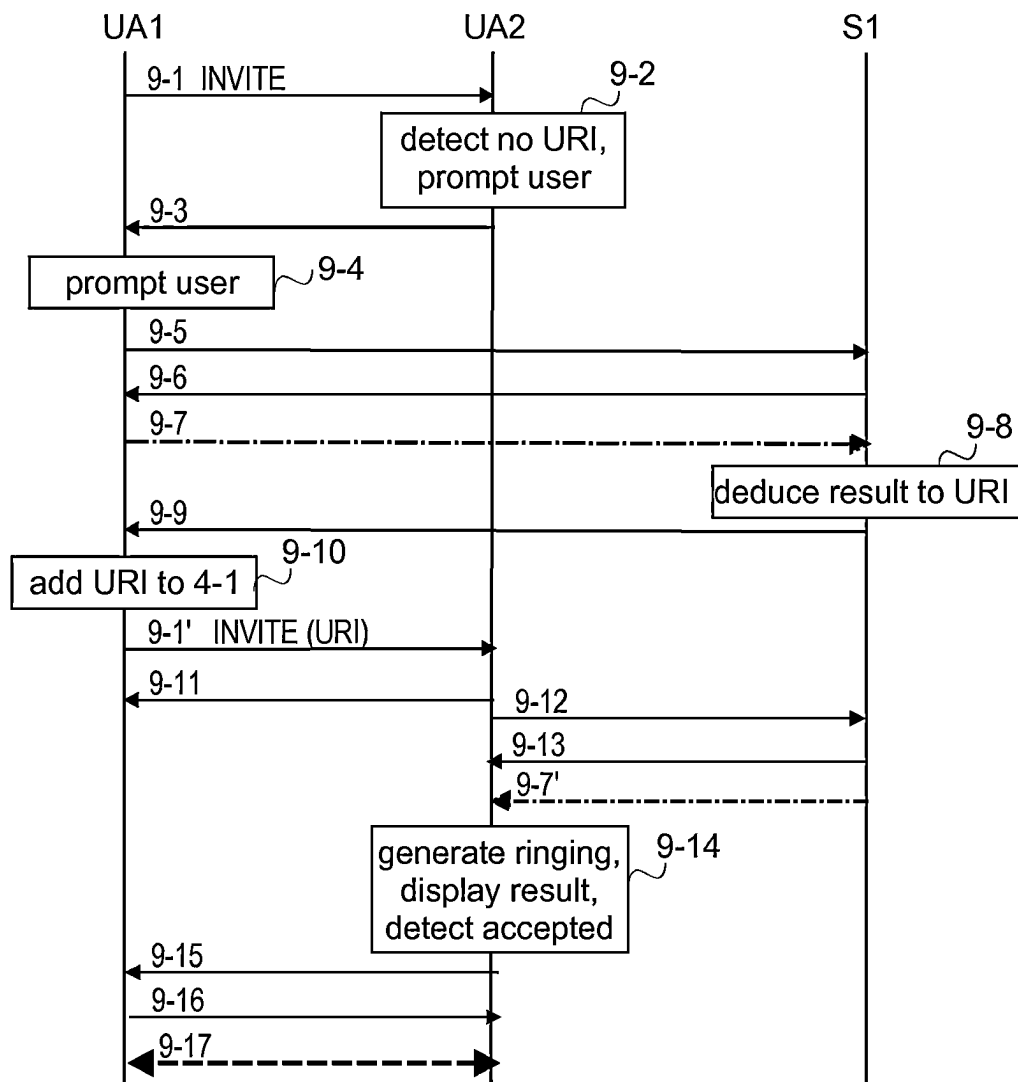 UA1 UA2 S1
9-1 INVITE
9-2
detect no URI,
prompt user
9-3
prompt user
9-4
9-5
9-6
9-7
9-8
deduce result to URI
9-9
9-10
add URI to 4-1
9-1' INVITE (URI)
9-11
9-12
9-13
9-7'
generate ringing,
display result,
detect accepted
9-14
9-15
9-16
9-17